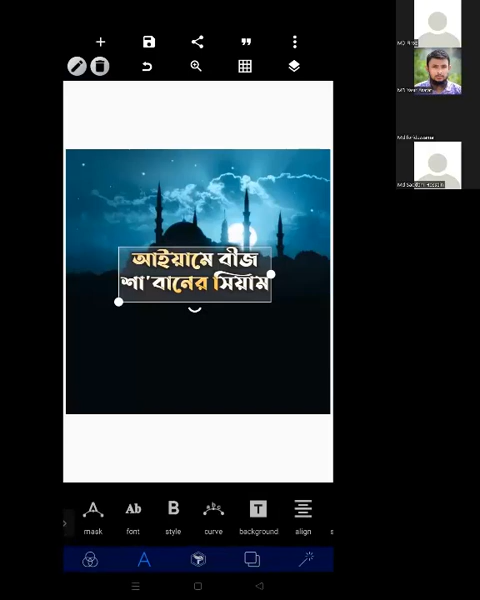 আইয়ামে বীজ
শা'বানের সিয়াম
mask
font
style
curve
background
align